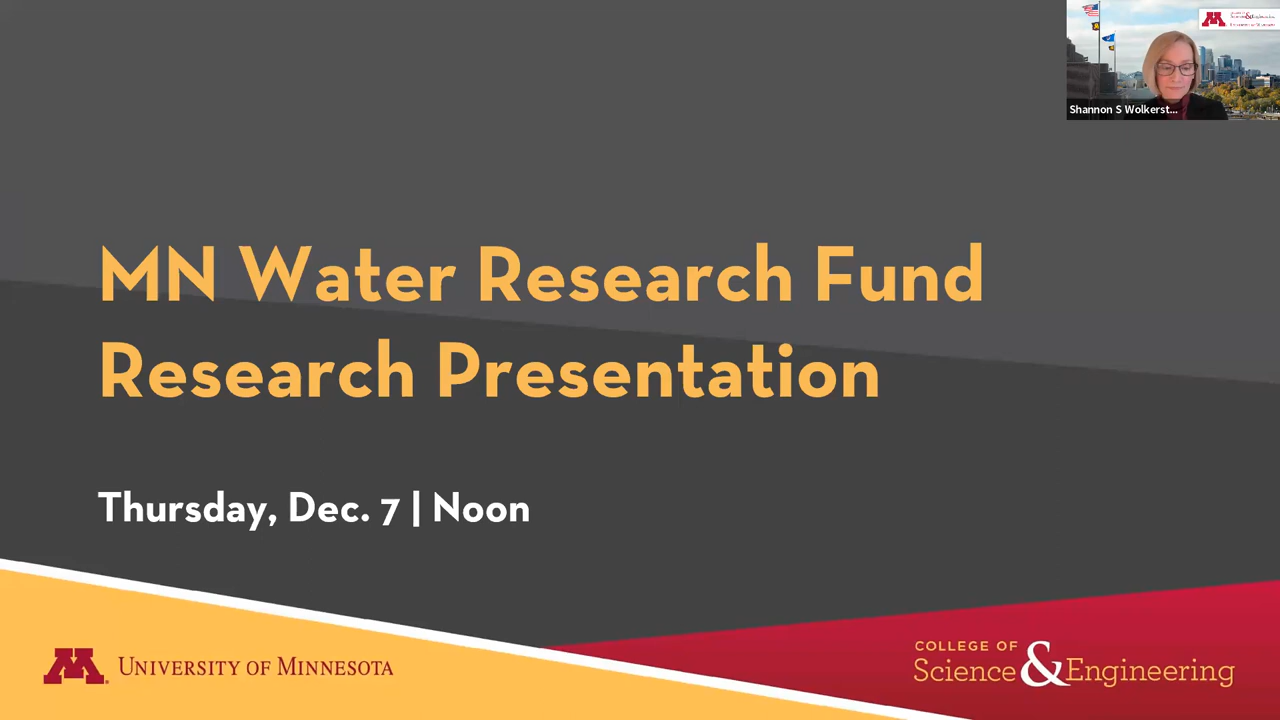 Shannon S Wolkerst...
MN Water Research Fund
Research Presentation
Thursday, Dec. 7 | Noon
M
UNIVERSITY OF MINNESOTA
COLLEGE OF
Science & Engineering